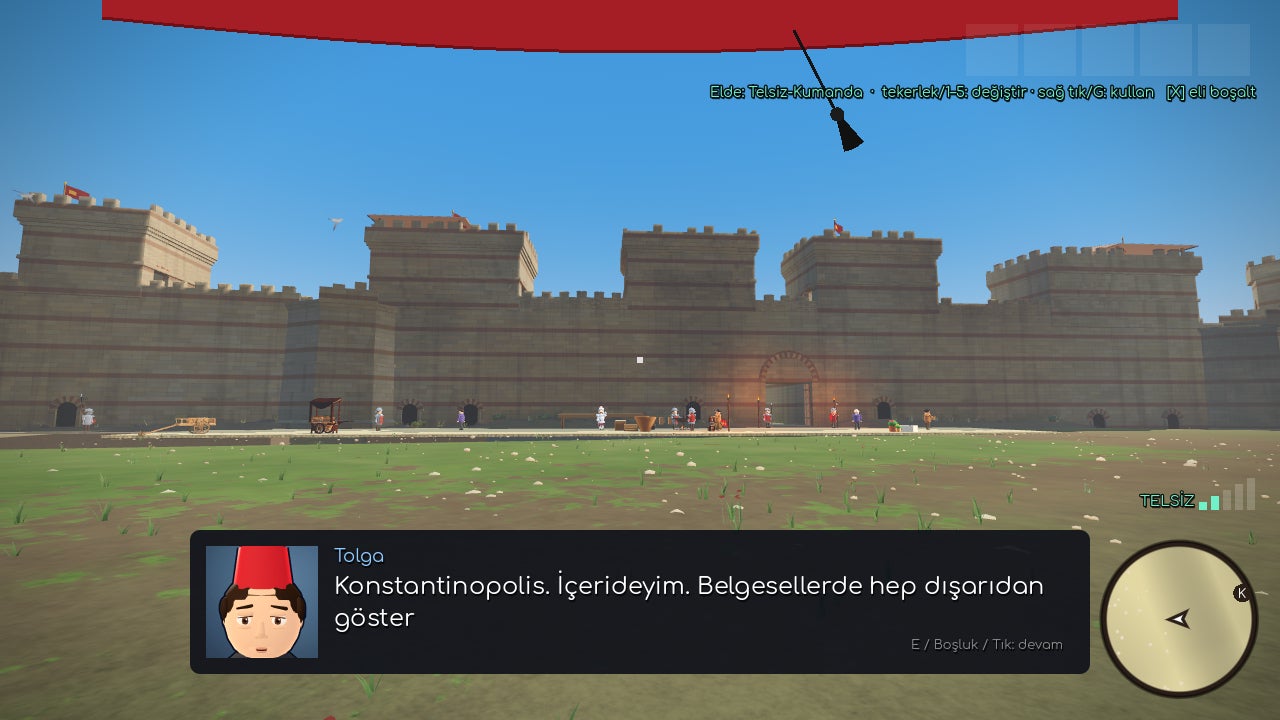 Elde: Telsiz-Kumanda · tekerlek/1-5: değiştir · sağ tık/G: kullan [X] eli boşalt
TELSİZ
Tolga
Konstantinopolis. İçerideyim. Belgesellerde hep dışarıdan
göster
E / Boşluk / Tık: devam
K